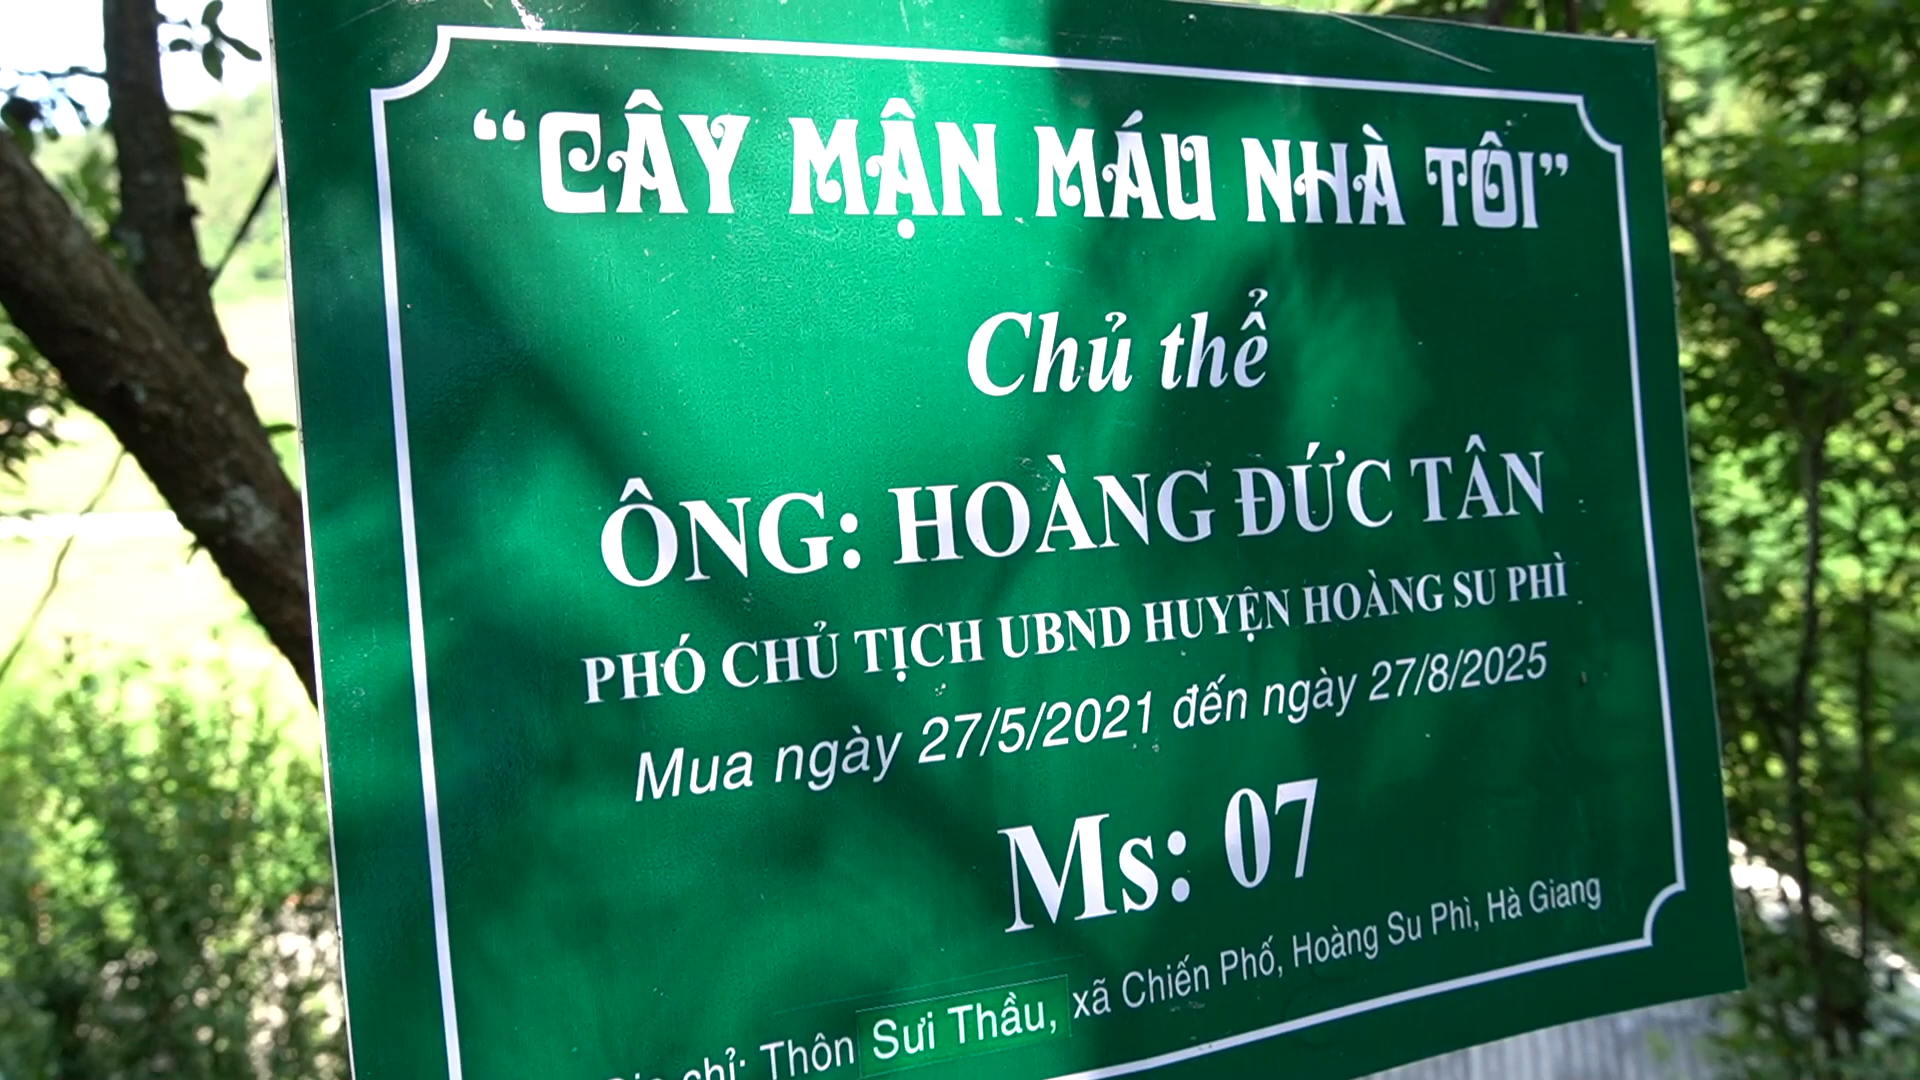 “CÂY MẬN MÁU NHÀ TÔI”
Chủ thể
ÔNG: HOÀNG ĐỨC TÂN
PHÓ CHỦ TỊCH UBND HUYỆN HOÀNG SU PHÌ
Mua ngày 27/5/2021 đến ngày 27/8/2025
Ms: 07
chỉ: Thôn Sưi Thầu, xã Chiến Phố, Hoàng Su Phì, Hà Giang